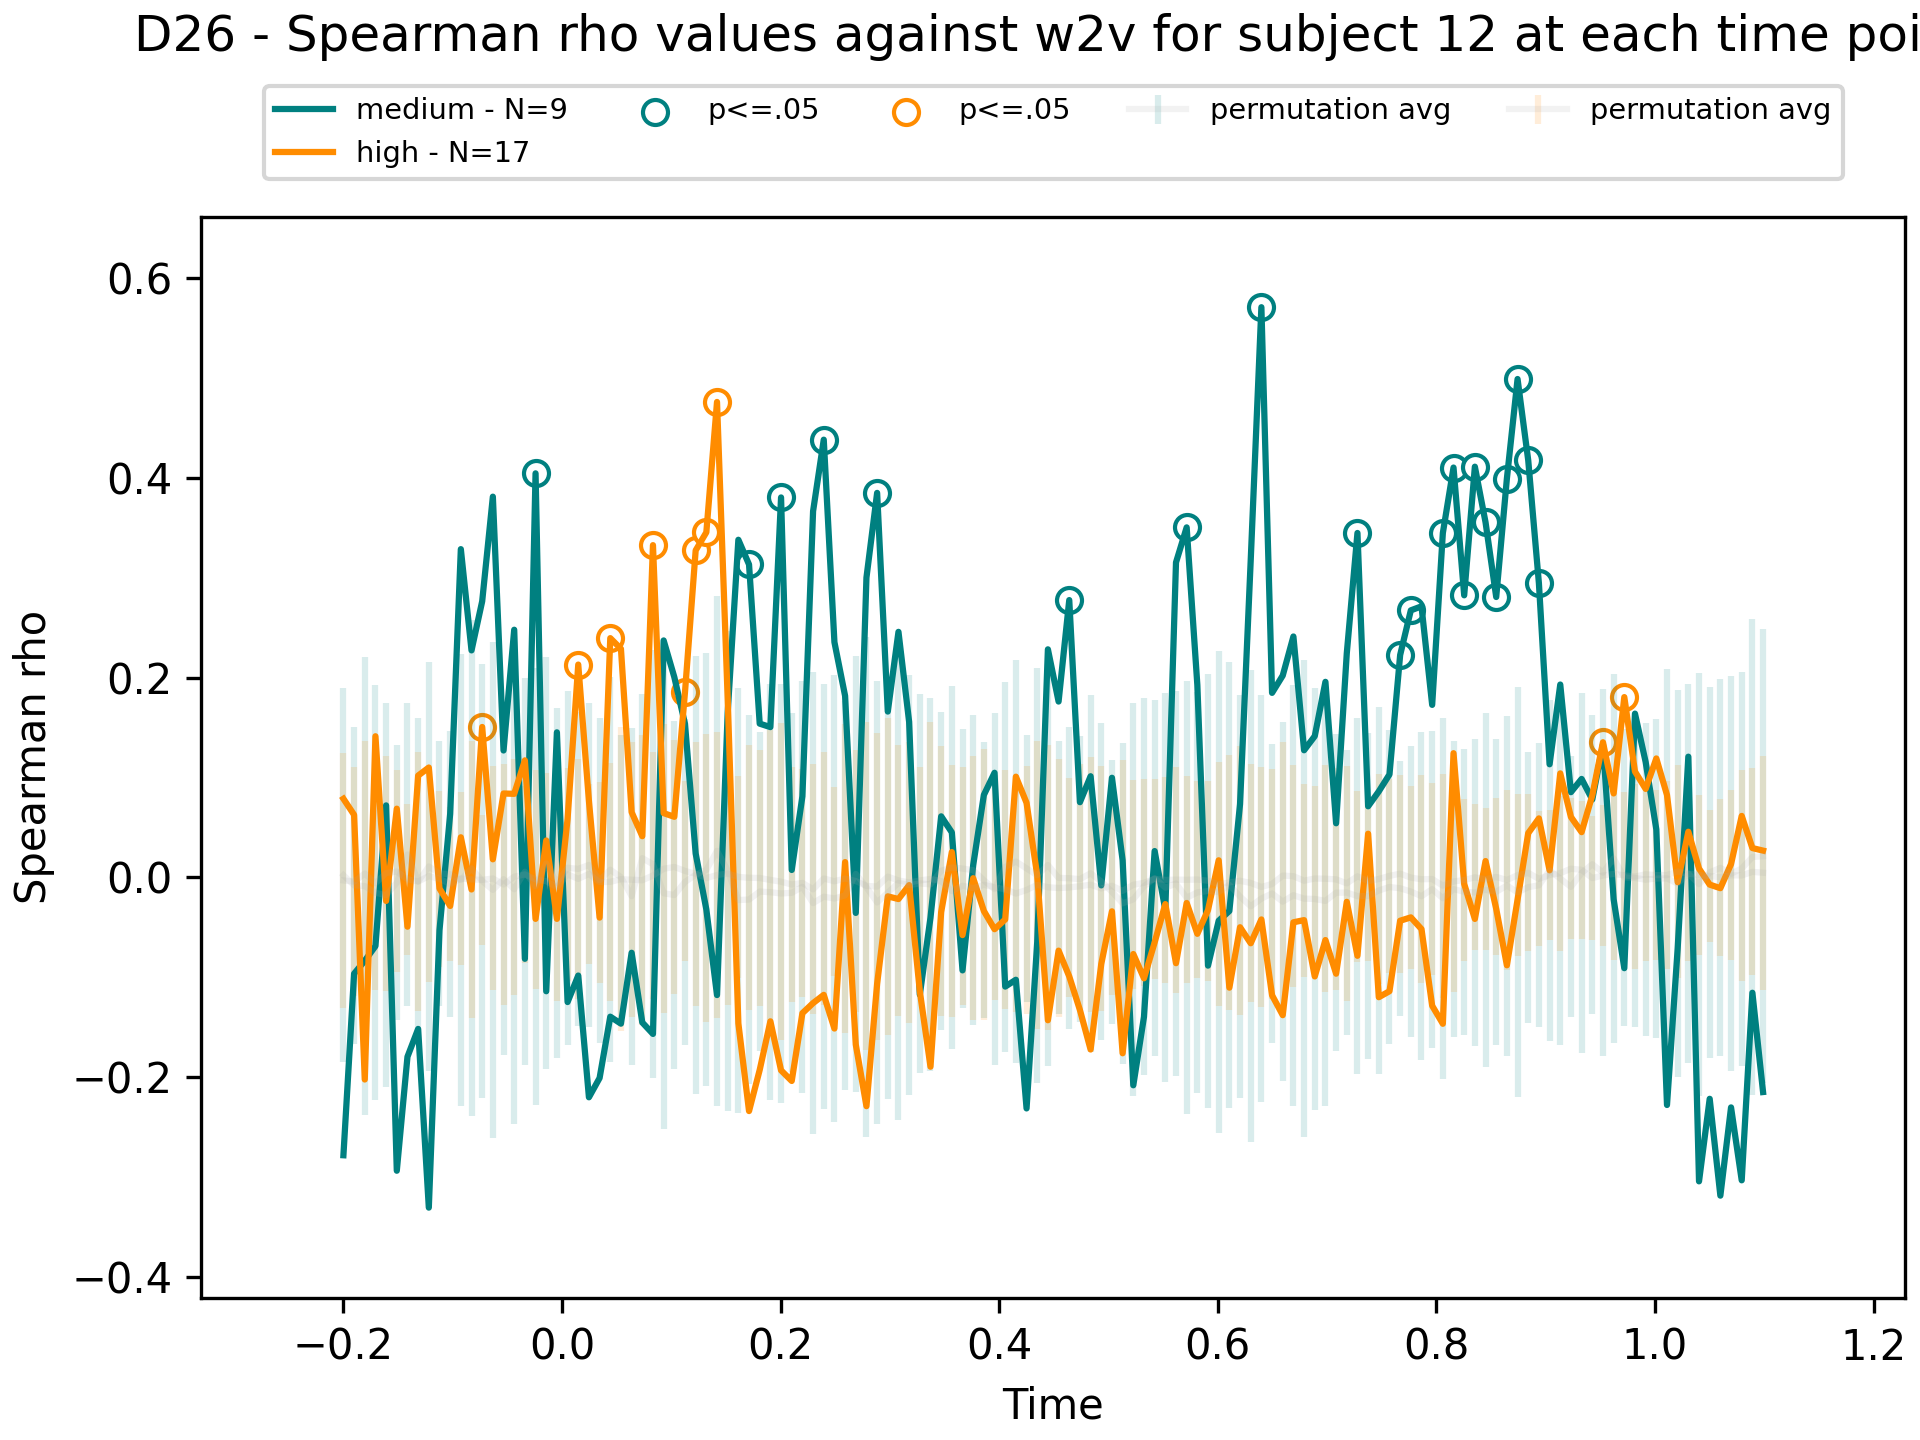 D26 - Spearman rho values against w2v for subject 12 at each time poi
medium - N=9
high - N=17
p<=.05
p<=.05
permutation avg
permutation avg
Spearman rho
0.6
0.4
0.2
0.0
−0.2
−0.4
−0.2 0.0 0.2 0.4 0.6 0.8 1.0 1.2
Time